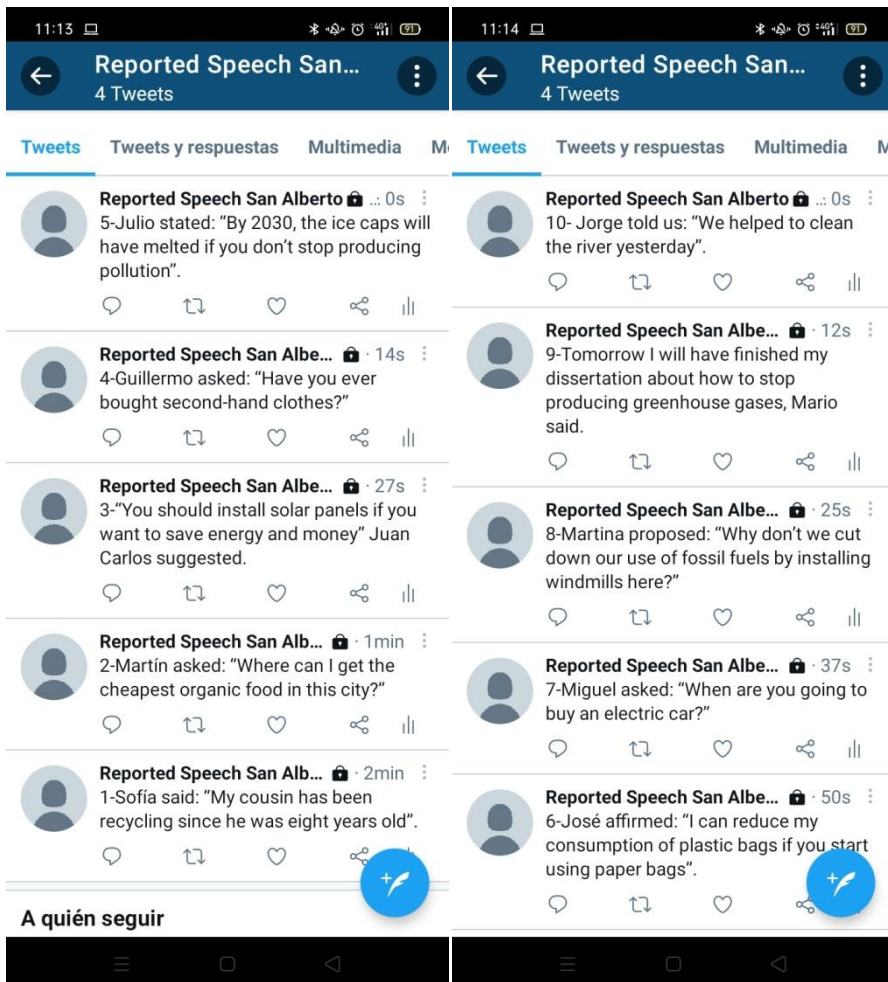 11:13
4G
91
Reported Speech San...
4 Tweets
Tweets Tweets y respuestas Multimedia
Reported Speech San Alberto ..: 0s
5-Julio stated: “By 2030, the ice caps will
have melted if you don’t stop producing
pollution”.
Reported Speech San Albe... · 14s
4-Guillermo asked: “Have you ever
bought second-hand clothes?”
Reported Speech San Albe... · 27s
3-“You should install solar panels if you
want to save energy and money” Juan
Carlos suggested.
Reported Speech San Alb... · 1min
2-Martín asked: “Where can I get the
cheapest organic food in this city?”
Reported Speech San Alb... · 2min
1-Sofía said: “My cousin has been
recycling since he was eight years old”.
A quién seguir
11:14
4G
91
Reported Speech San...
4 Tweets
Tweets Tweets y respuestas Multimedia
Reported Speech San Alberto ..: 0s
10- Jorge told us: “We helped to clean
the river yesterday”.
Reported Speech San Albe... · 12s
9-Tomorrow I will have finished my
dissertation about how to stop
producing greenhouse gases, Mario
said.
Reported Speech San Albe... · 25s
8-Martina proposed: “Why don’t we cut
down our use of fossil fuels by installing
windmills here?”
Reported Speech San Albe... · 37s
7-Miguel asked: “When are you going to
buy an electric car?”
Reported Speech San Albe... · 50s
6-José affirmed: “I can reduce my
consumption of plastic bags if you start
using paper bags”.